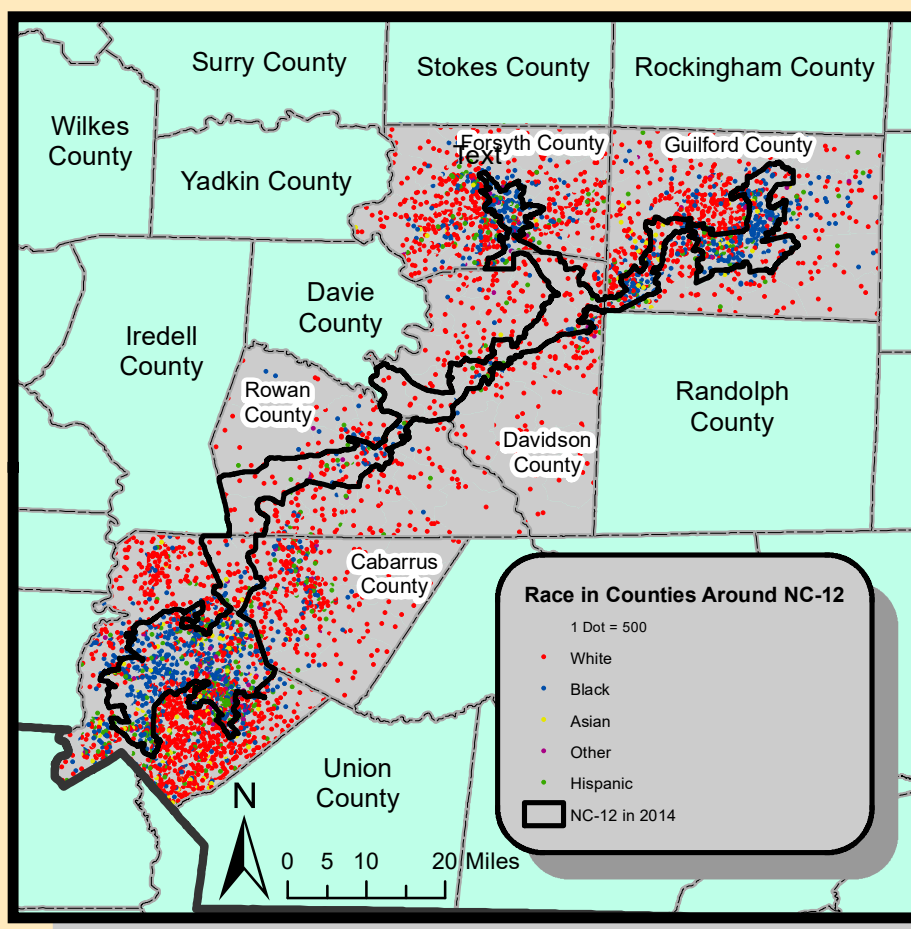 Surry County
Stokes County
Rockingham County
Wilkes
County
Forsyth County
Text
Guilford County
Yadkin County
Davie
County
Iredell
County
Rowan
County
Randolph
County
Davidson
County
Cabarrus
County
Race in Counties Around NC-12
1 Dot = 500
White
Black
Asian
Other
Hispanic
NC-12 in 2014
Union
County
N
0 5 10 20 Miles